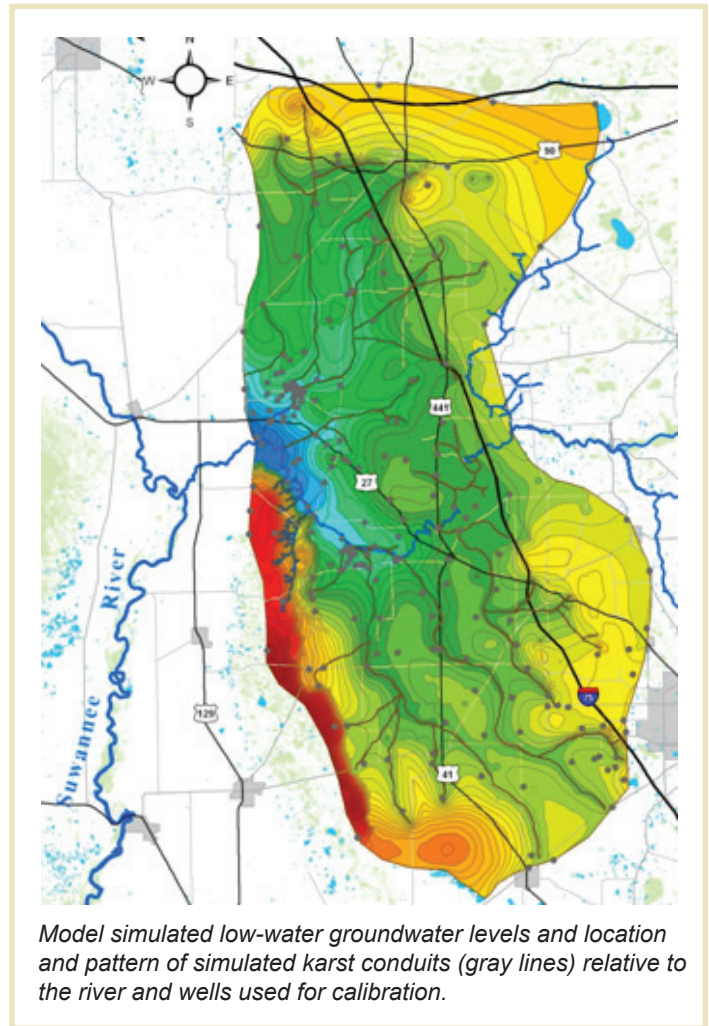 N
W E
S
90
441
27
Suwannee River
129
75
41
Model simulated low-water groundwater levels and location
and pattern of simulated karst conduits (gray lines) relative to
the river and wells used for calibration.